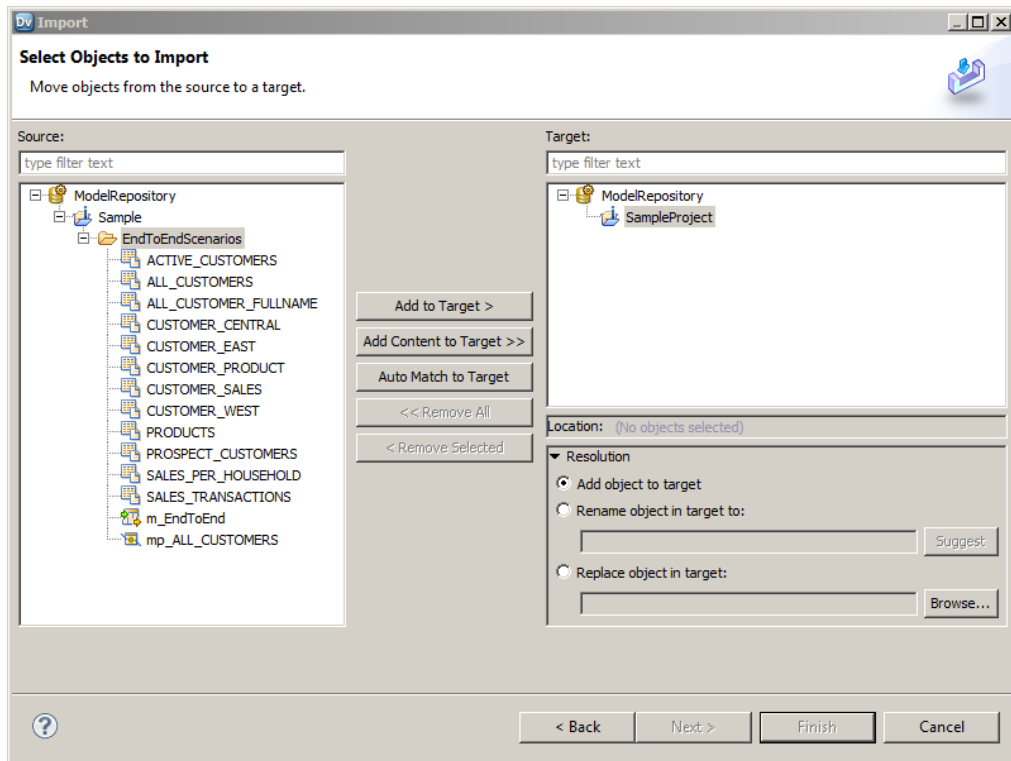 Dv Import
Select Objects to Import
Move objects from the source to a target.
Source:
type filter text
ModelRepository
Sample
EndToEndScenarios
ACTIVE_CUSTOMERS
ALL_CUSTOMERS
ALL_CUSTOMER_FULLNAME
CUSTOMER_CENTRAL
CUSTOMER_EAST
CUSTOMER_PRODUCT
CUSTOMER_SALES
CUSTOMER_WEST
PRODUCTS
PROSPECT_CUSTOMERS
SALES_PER_HOUSEHOLD
SALES_TRANSACTIONS
m_EndToEnd
mp_ALL_CUSTOMERS
Add to Target >
Add Content to Target >>
Auto Match to Target
<< Remove All
< Remove Selected
Target:
type filter text
ModelRepository
SampleProject
Location: (No objects selected)
Resolution
Add object to target
Rename object in target to:
Suggest
Replace object in target:
Browse...
?
< Back
Next >
Finish
Cancel